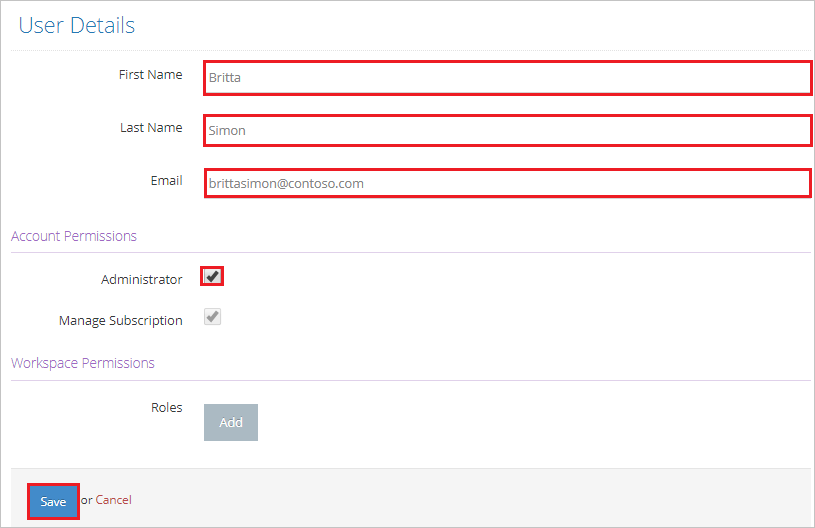 User Details
First Name
Britta
Last Name
Simon
Email
brittasimon@contoso.com
Account Permissions
Administrator
Manage Subscription
Workspace Permissions
Roles
Add
Save or Cancel